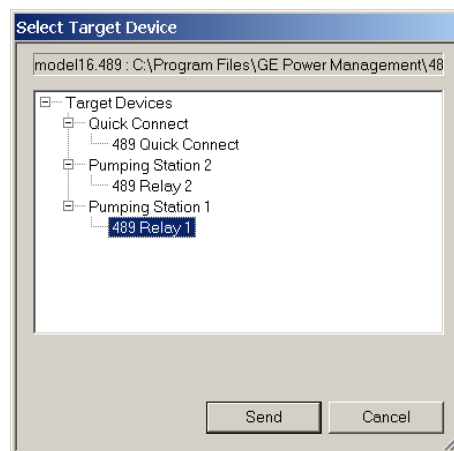 Select Target Device
model16.489 : C:\Program Files\GE Power Management\48
Target Devices
Quick Connect
489 Quick Connect
Pumping Station 2
489 Relay 2
Pumping Station 1
489 Relay 1
Send Cancel